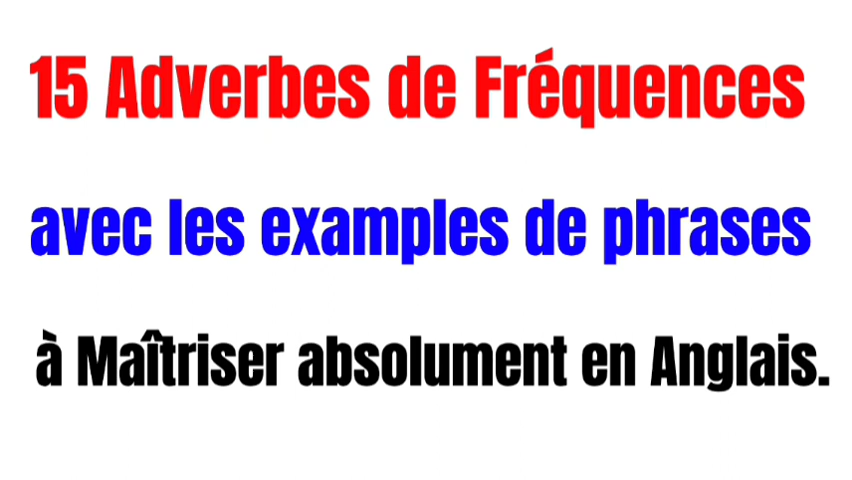 15 Adverbes de Fréquences
avec les examples de phrases
à Maîtriser absolument en Anglais.